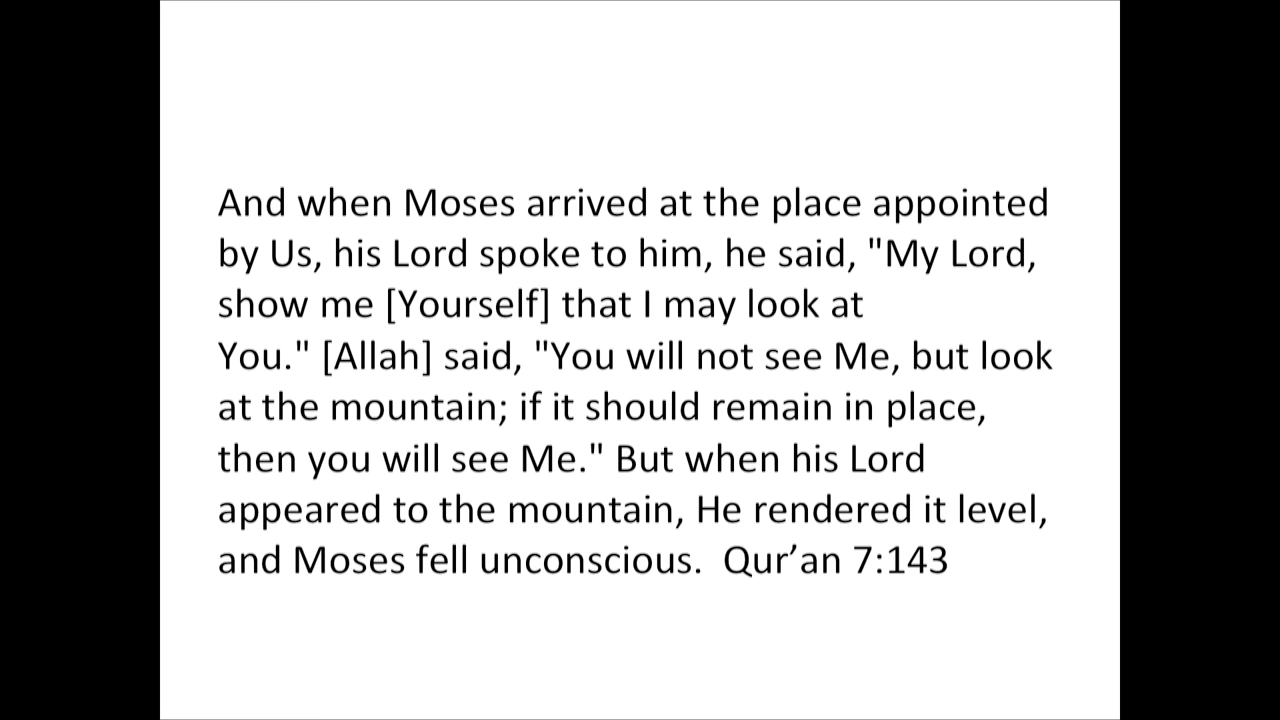 And when Moses arrived at the place appointed
by Us, his Lord spoke to him, he said, "My Lord,
show me [Yourself] that I may look at
You." [Allah] said, "You will not see Me, but look
at the mountain; if it should remain in place,
then you will see Me." But when his Lord
appeared to the mountain, He rendered it level,
and Moses fell unconscious.  Qur’an 7:143